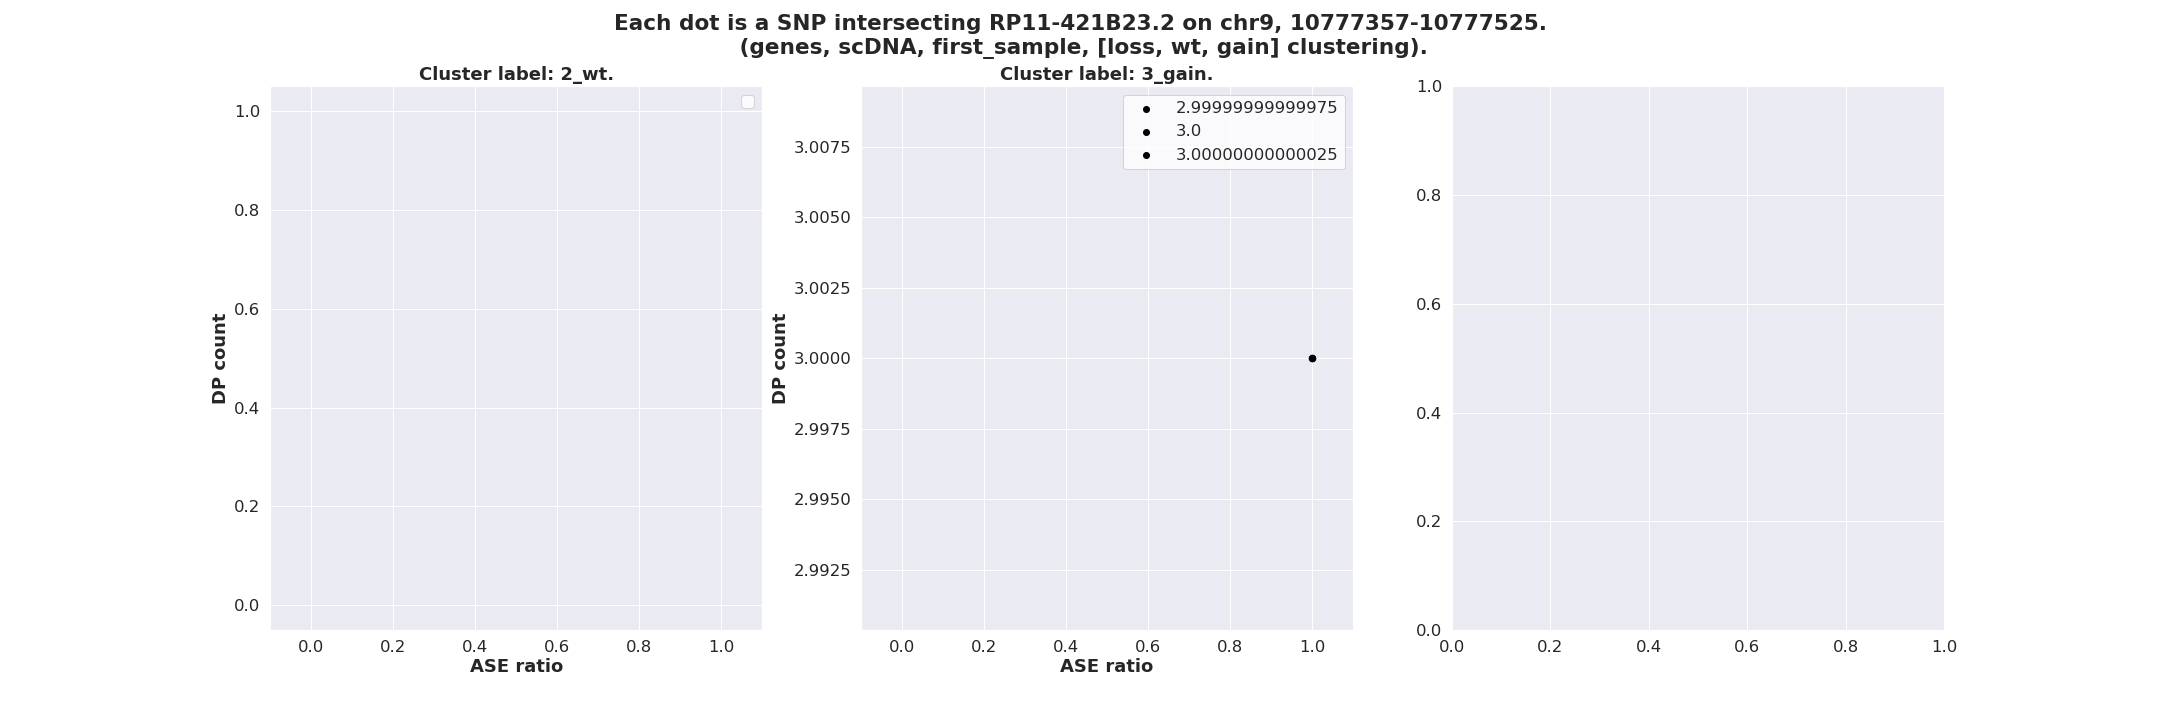 Each dot is a SNP intersecting RP11-421B23.2 on chr9, 10777357-10777525.
(genes, scDNA, first_sample, [loss, wt, gain] clustering).
Cluster label: 2_wt.
DP count
1.0
0.8
0.6
0.4
0.2
0.0
0.0 0.2 0.4 0.6 0.8 1.0
ASE ratio
Cluster label: 3_gain.
2.99999999999975
3.0
3.00000000000025
DP count
3.0075
3.0050
3.0025
3.0000
2.9975
2.9950
2.9925
0.0 0.2 0.4 0.6 0.8 1.0
ASE ratio
1.0
0.8
0.6
0.4
0.2
0.0
0.0 0.2 0.4 0.6 0.8 1.0